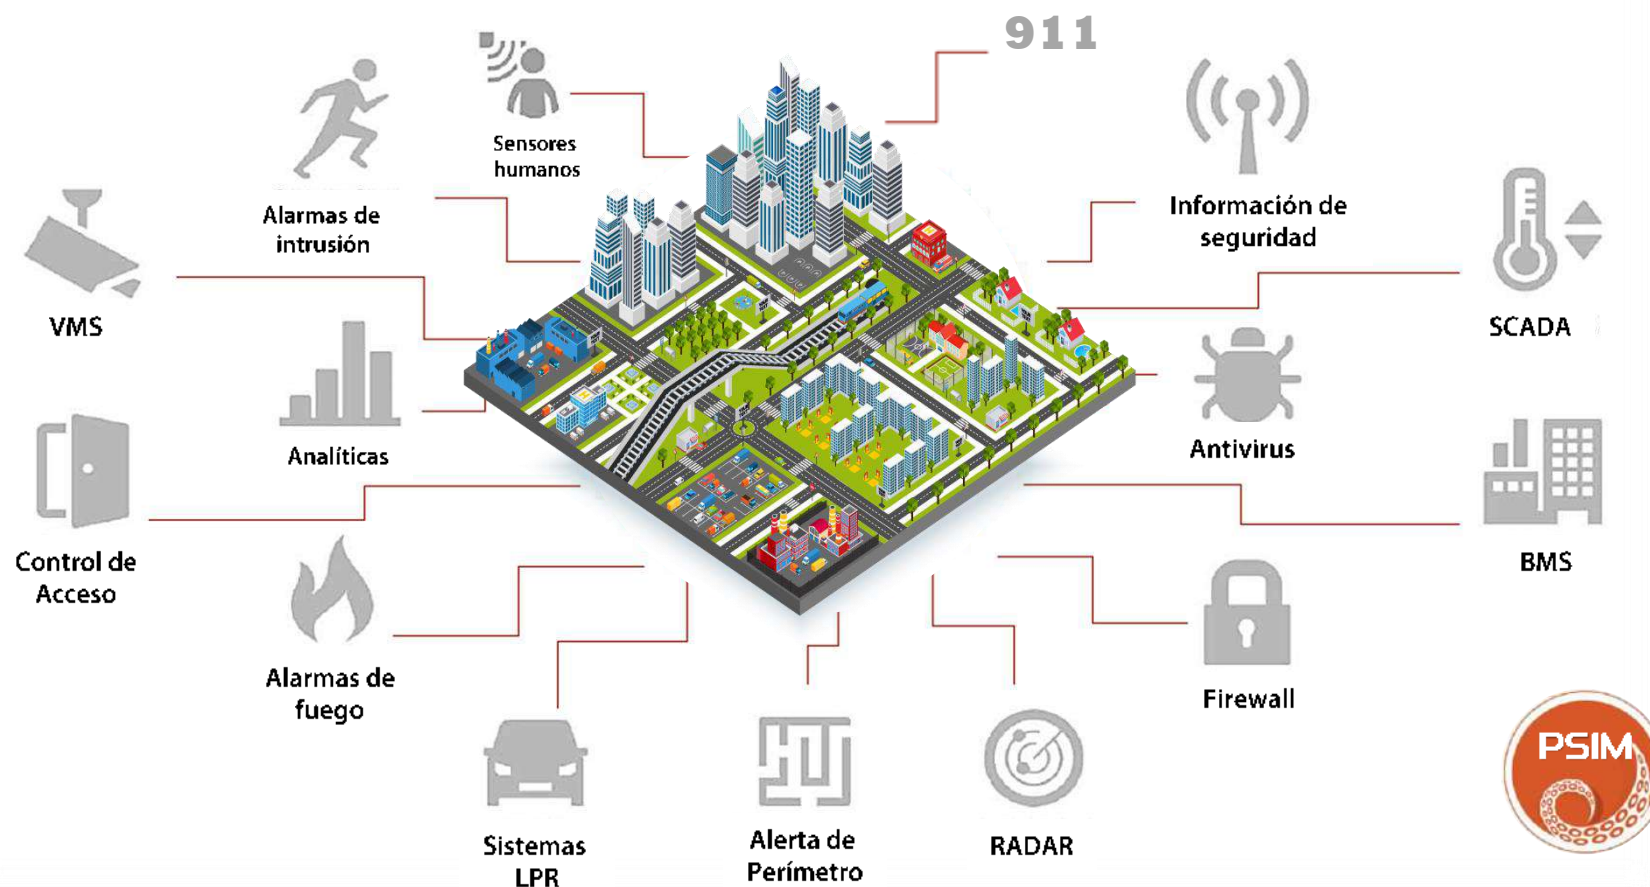 911
Sensores
humanos
Alarmas de
intrusión
Información de
seguridad
VMS
SCADA
Analíticas
Antivirus
Control de
Acceso
BMS
Alarmas de
fuego
Firewall
PSIM
Sistemas
LPR
Alerta de
Perímetro
RADAR